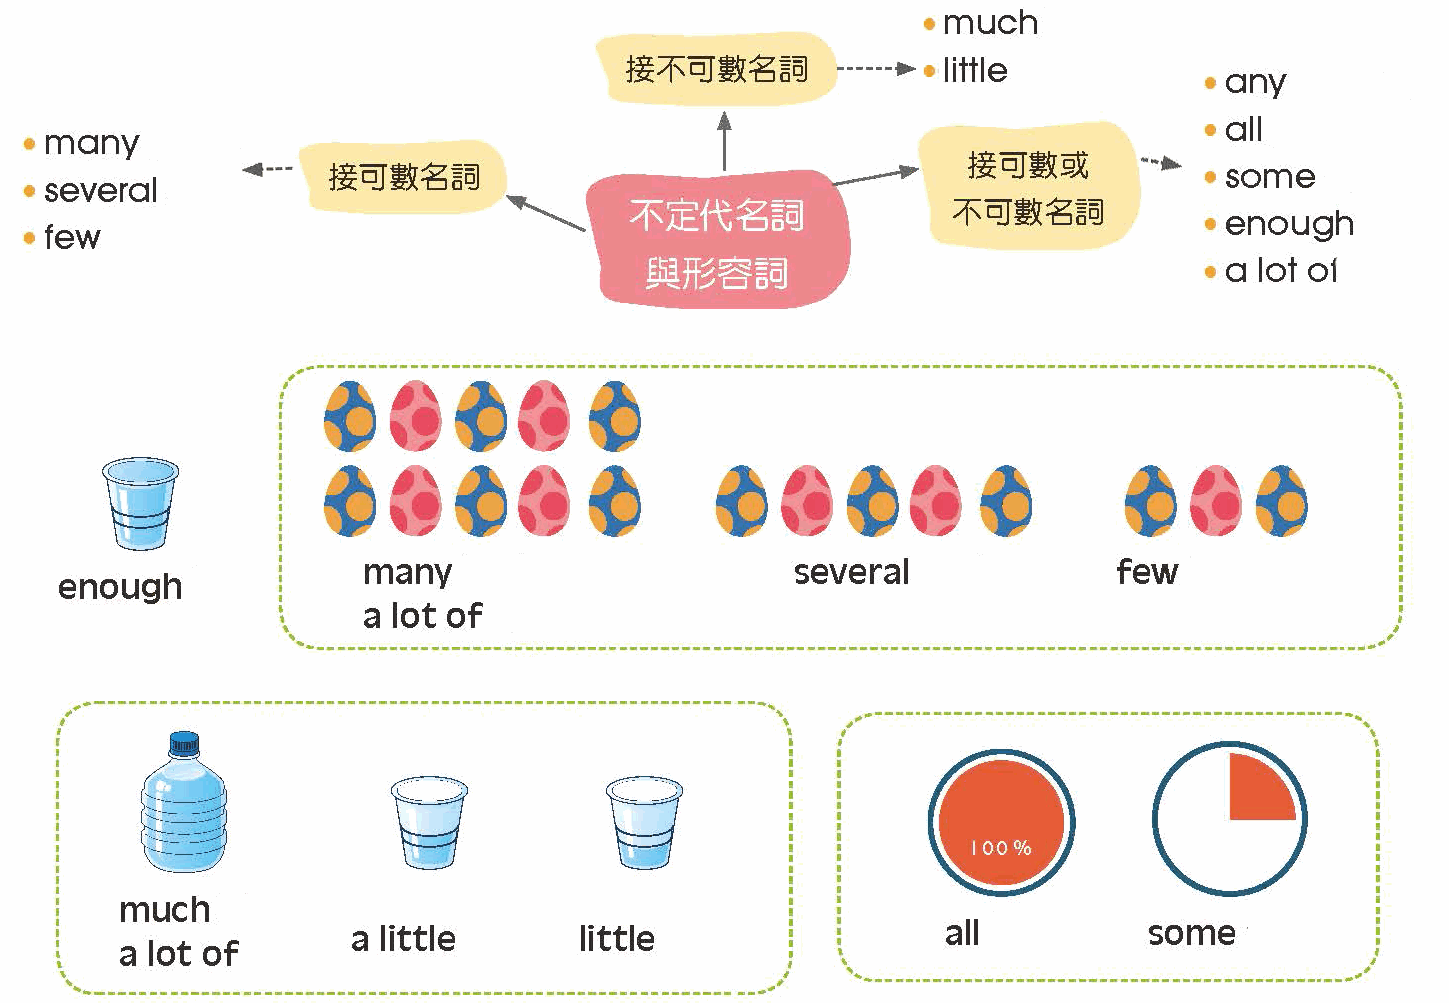 接不可數名詞
much
little
接可數名詞
many
several
few
不定代名詞
與形容詞
接可數或
不可數名詞
any
all
some
enough
a lot of
enough
many
a lot of
several
few
much
a lot of
a little
little
100%
all
some